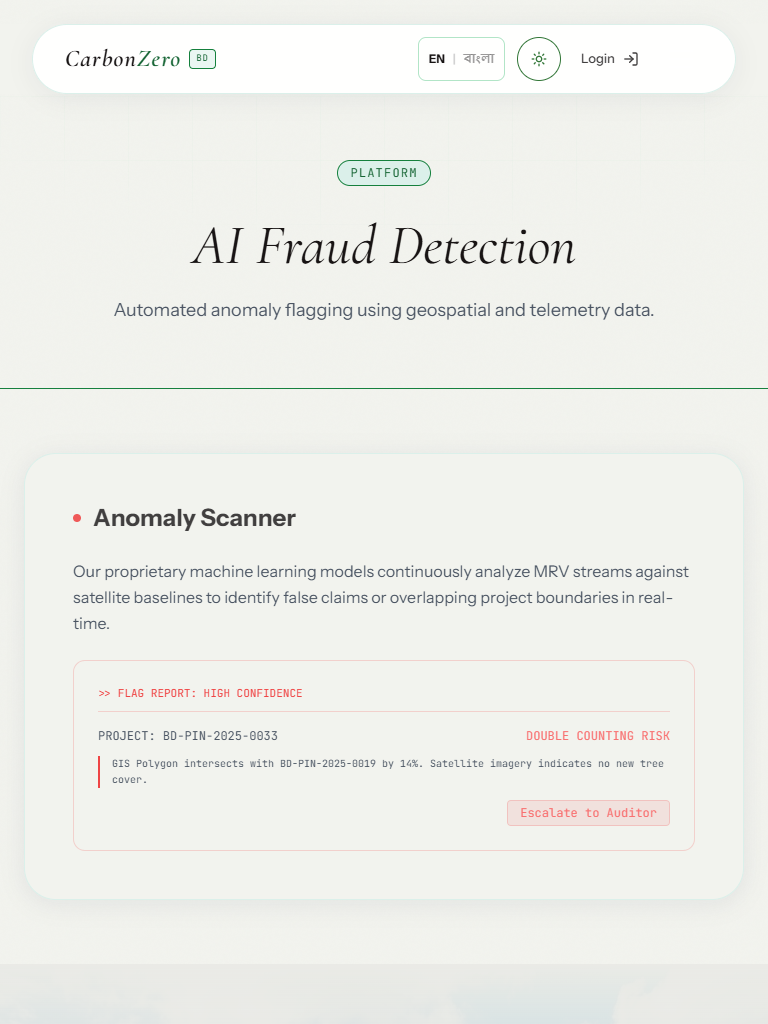 CarbonZero BD
EN | বাংলা
Login
PLATFORM
AI Fraud Detection
Automated anomaly flagging using geospatial and telemetry data.
Anomaly Scanner
Our proprietary machine learning models continuously analyze MRV streams against
satellite baselines to identify false claims or overlapping project boundaries in real-
time.
>> FLAG REPORT: HIGH CONFIDENCE
PROJECT: BD-PIN-2025-0033
DOUBLE COUNTING RISK
GIS Polygon intersects with BD-PIN-2025-0019 by 14%. Satellite imagery indicates no new tree
cover.
Escalate to Auditor